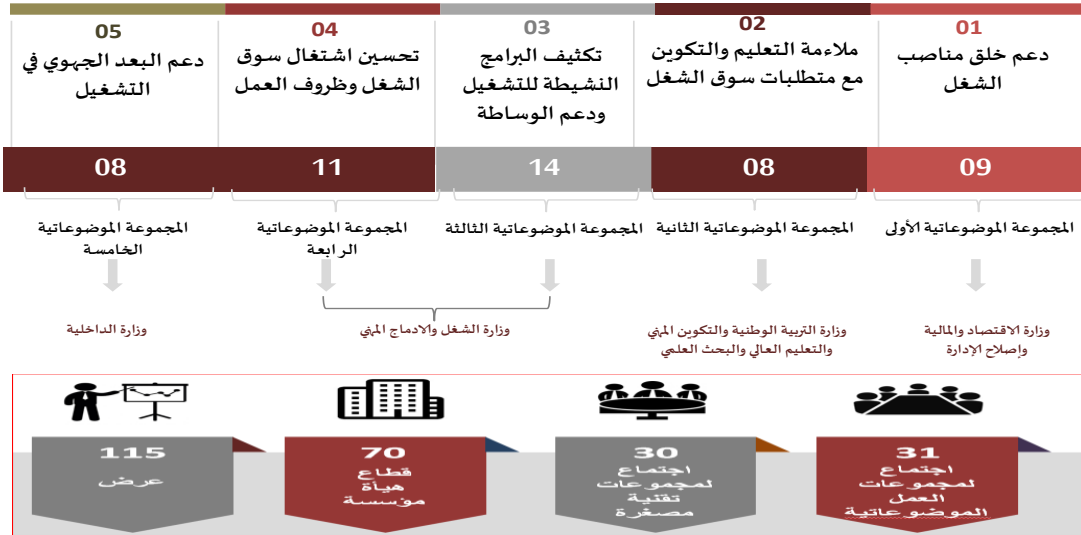 01
دعم خلق مناصب
الشغل
02
ملاءمة التعليم والتكوين
مع متطلبات سوق الشغل
03
تكثيف البرامج
النشيطة للتشغيل
ودعم الوساطة
04
تحسين اشتغال سوق
الشغل وظروف العمل
05
دعم البعد الجهوي في
التشغيل
09
08
14
11
08
المجموعة الموضوعاتية الأولى
المجموعة الموضوعاتية الثانية
المجموعة الموضوعاتية الثالثة
المجموعة الموضوعاتية
الرابعة
المجموعة الموضوعاتية
الخامسة
وزارة الاقتصاد والمالية
وإصلاح الإدارة
وزارة التربية الوطنية والتكوين المهني
والتعليم العالي والبحث العلمي
وزارة الشغل والادماج المهني
وزارة الداخلية
31
اجتماع
لمجموعات
العمل
الموضوعاتية
30
اجتماع
لمجموعات
تقنية
مصغرة
70
قطاع
هيأة
مؤسسة
115
عرض